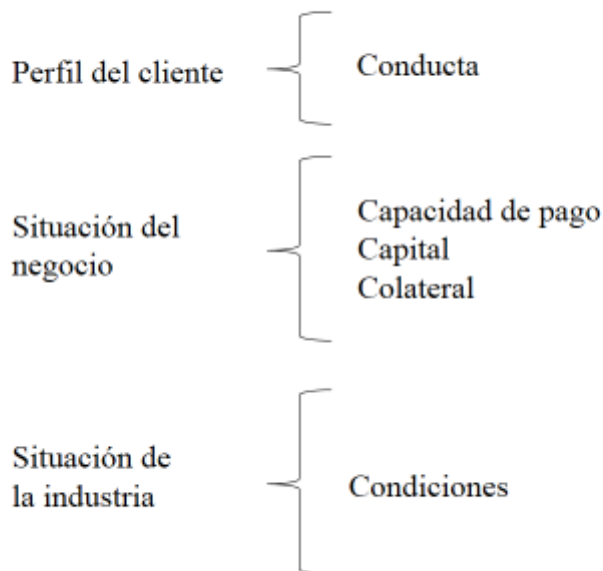 Perfil del cliente
Conducta
Situación del
negocio
Capacidad de pago
Capital
Colateral
Situación de
la industria
Condiciones